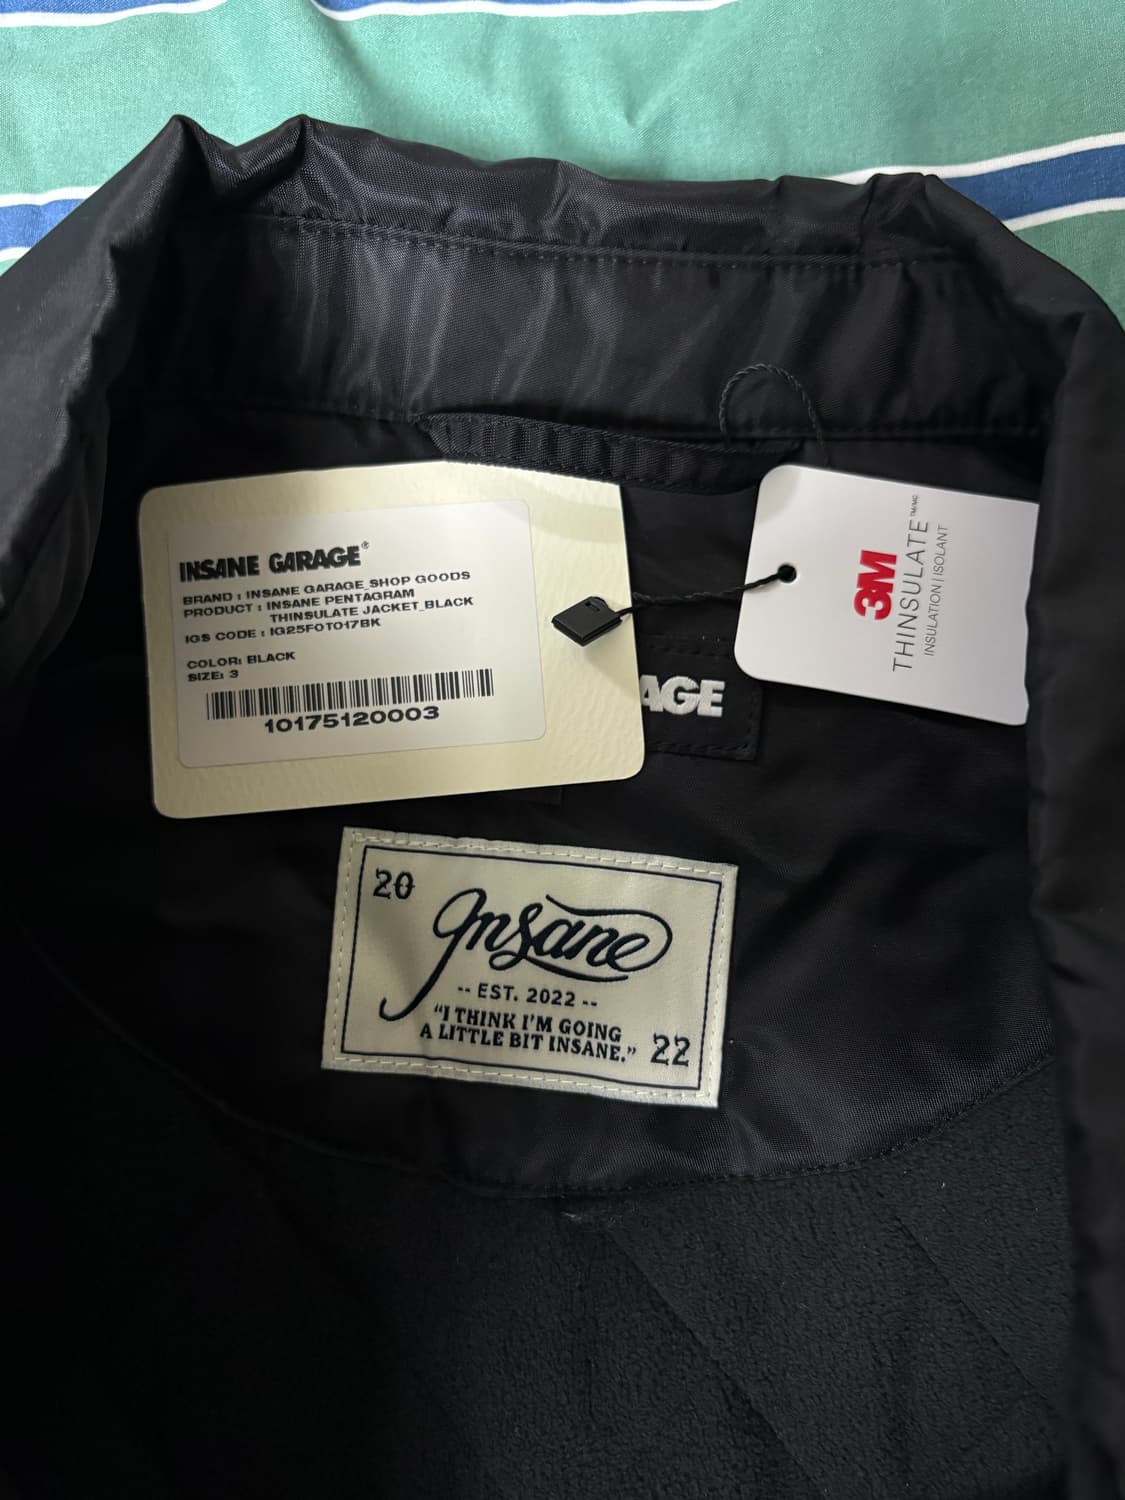 INSANE GARAGE®
BRAND : INSANE GARAGE_SHOP GOODS
PRODUCT : INSANE PENTAGRAM
THINSULATE JACKET_BLACK
IGS CODE : IG25FOTO17BK
COLOR: BLACK
SIZE: 3
10175120003
3M
THINSULATE™/MC
INSULATION | ISOLANT
AGE
20
Insane
-- EST. 2022 --
"I THINK I'M GOING
A LITTLE BIT INSANE."
22